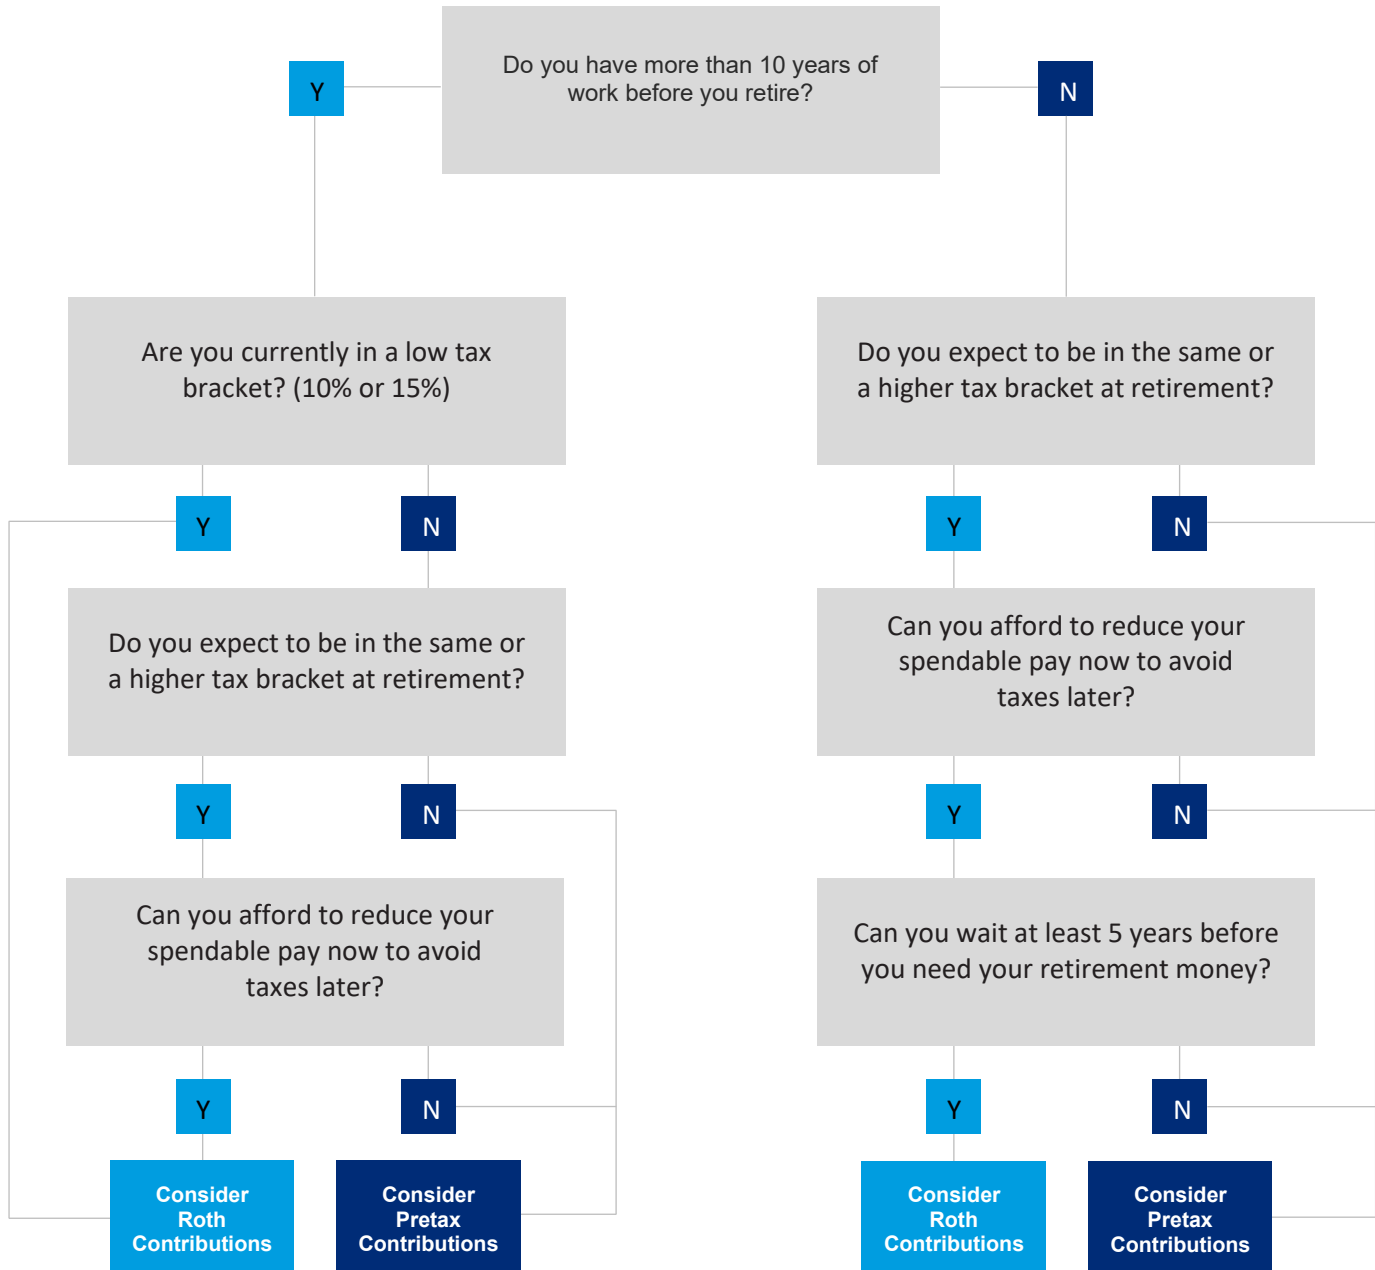 Do you have more than 10 years of
work before you retire?
Y
N
Are you currently in a low tax
bracket? (10% or 15%)
Do you expect to be in the same or
a higher tax bracket at retirement?
Y
N
Y
N
Do you expect to be in the same or
a higher tax bracket at retirement?
Can you afford to reduce your
spendable pay now to avoid
taxes later?
Y
N
Y
N
Can you afford to reduce your
spendable pay now to avoid
taxes later?
Can you wait at least 5 years before
you need your retirement money?
Y
N
Y
N
Consider
Roth
Contributions
Consider
Pretax
Contributions
Consider
Roth
Contributions
Consider
Pretax
Contributions